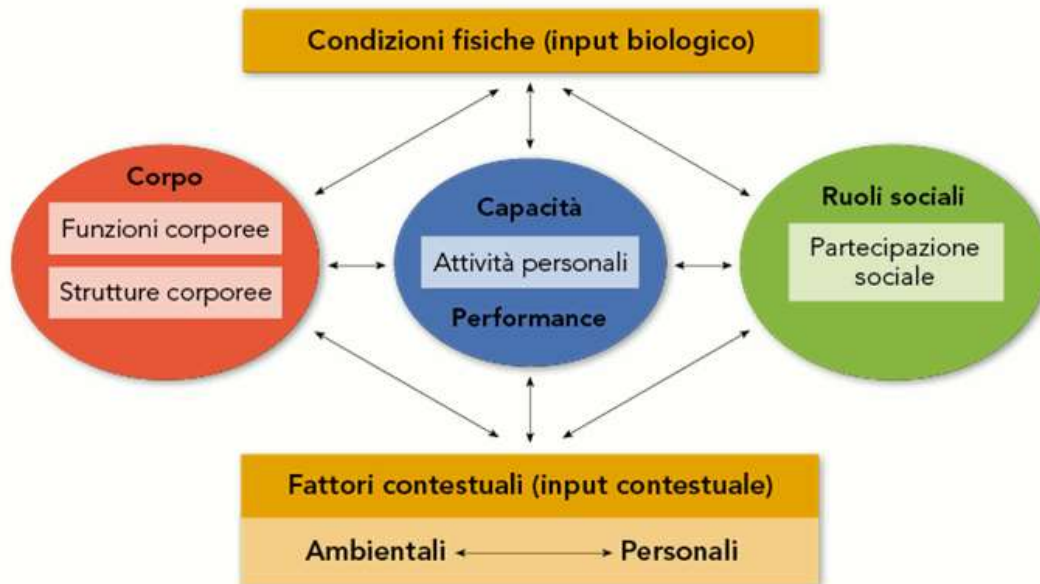 Condizioni fisiche (input biologico)
Corpo
Funzioni corporee
Strutture corporee
Capacità
Attività personali
Performance
Ruoli sociali
Partecipazione
sociale
Fattori contestuali (input contestuale)
Ambientali
Personali